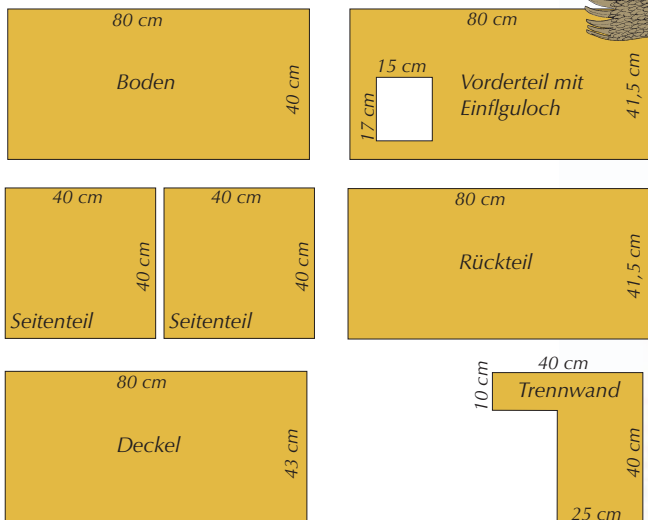 80 cm
Boden
40 cm
80 cm
15 cm
17 cm
Vorderteil mit
Einflguloch
41,5 cm
40 cm
40 cm
Seitenteil
40 cm
40 cm
Seitenteil
80 cm
Rückteil
41,5 cm
80 cm
Deckel
43 cm
40 cm
10 cm
Trennwand
40 cm
25 cm